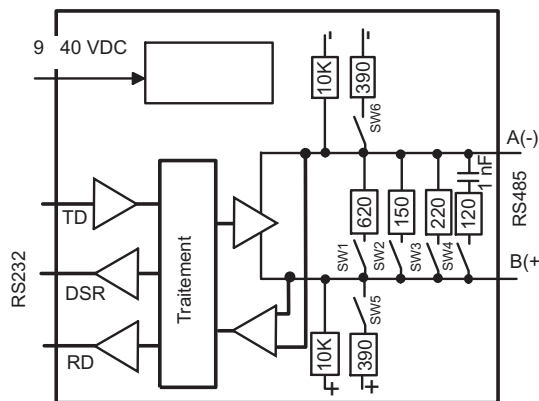 9 40 VDC
10K
390
SW6
A(-)
1 nF
RS485
620
150
220
120
SW1
SW2
SW3
SW4
B(+
TD
DSR
RD
RS232
Traitement
SW5
10K
390
- -
+ +